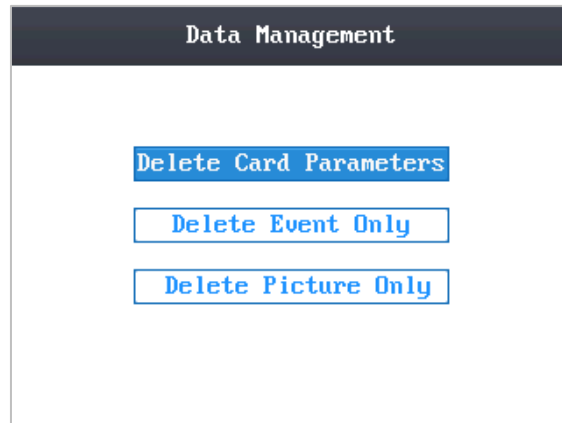 Data Management
Delete Card Parameters
Delete Event Only
Delete Picture Only